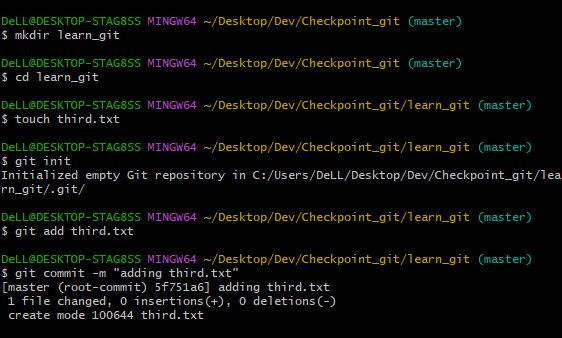 DeLL@DESKTOP-STAG8SS MINGW64 ~/Desktop/Dev/Checkpoint_git (master)
$ mkdir learn_git
DeLL@DESKTOP-STAG8SS MINGW64 ~/Desktop/Dev/Checkpoint_git (master)
$ cd learn_git
DeLL@DESKTOP-STAG8SS MINGW64 ~/Desktop/Dev/Checkpoint_git/learn_git (master)
$ touch third.txt
DeLL@DESKTOP-STAG8SS MINGW64 ~/Desktop/Dev/Checkpoint_git/learn_git (master)
$ git init
Initialized empty Git repository in C:/Users/DeLL/Desktop/Dev/Checkpoint_git/lea
rn_git/.git/
DeLL@DESKTOP-STAG8SS MINGW64 ~/Desktop/Dev/Checkpoint_git/learn_git (master)
$ git add third.txt
DeLL@DESKTOP-STAG8SS MINGW64 ~/Desktop/Dev/Checkpoint_git/learn_git (master)
$ git commit -m "adding third.txt"
[master (root-commit) 5f751a6] adding third.txt
 1 file changed, 0 insertions(+), 0 deletions(-)
 create mode 100644 third.txt